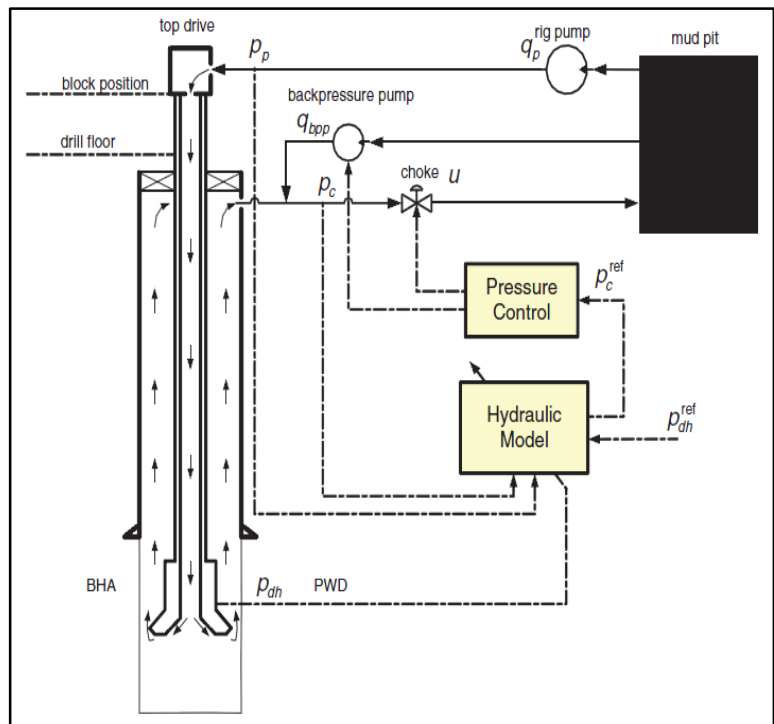 top drive
p_p
q_p
rig pump
mud pit
block position
backpressure pump
q_bpp
drill floor
choke u
p_c
Pressure
Control
p_c^ref
Hydraulic
Model
p_dh^ref
BHA
p_dh
PWD